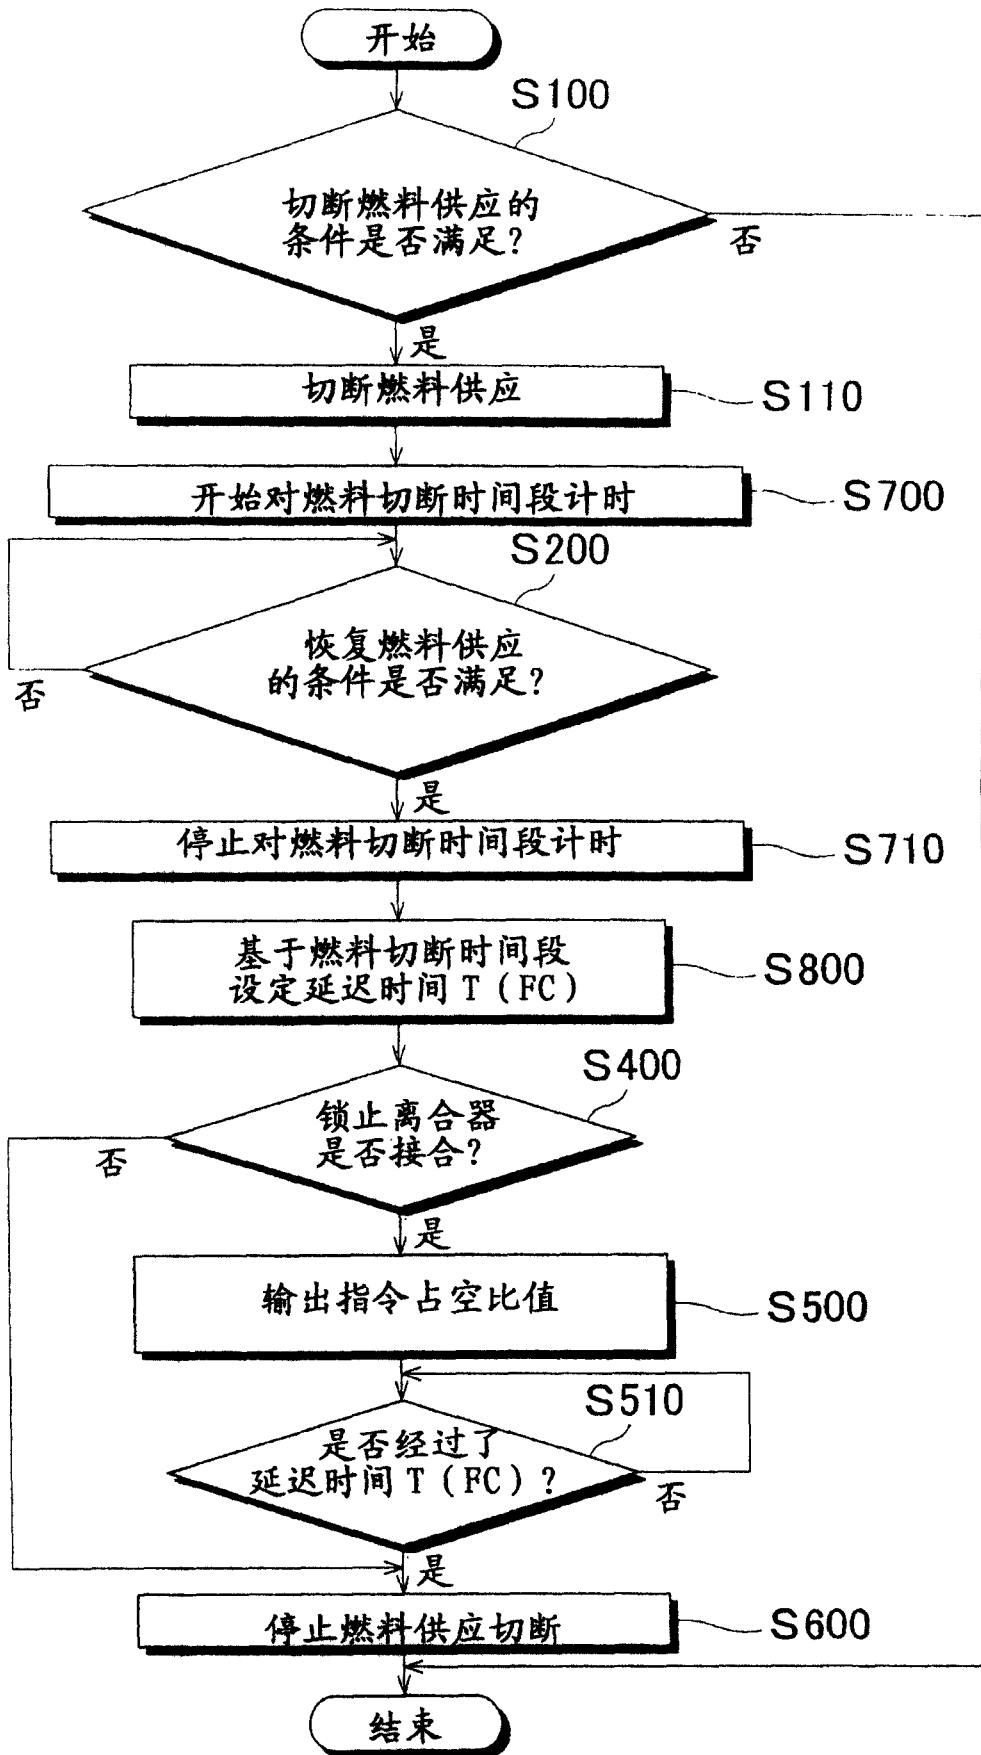 开始
S100
切断燃料供应的
条件是否满足?
否
是
切断燃料供应
S110
开始对燃料切断时间段计时
S700
S200
恢复燃料供应
的条件是否满足?
否
是
停止对燃料切断时间段计时
S710
基于燃料切断时间段
设定延迟时间 T (FC)
S800
S400
锁止离合器
是否接合?
否
是
输出指令占空比值
S500
S510
是否经过了
延迟时间 T (FC) ?
否
是
停止燃料供应切断
S600
结束